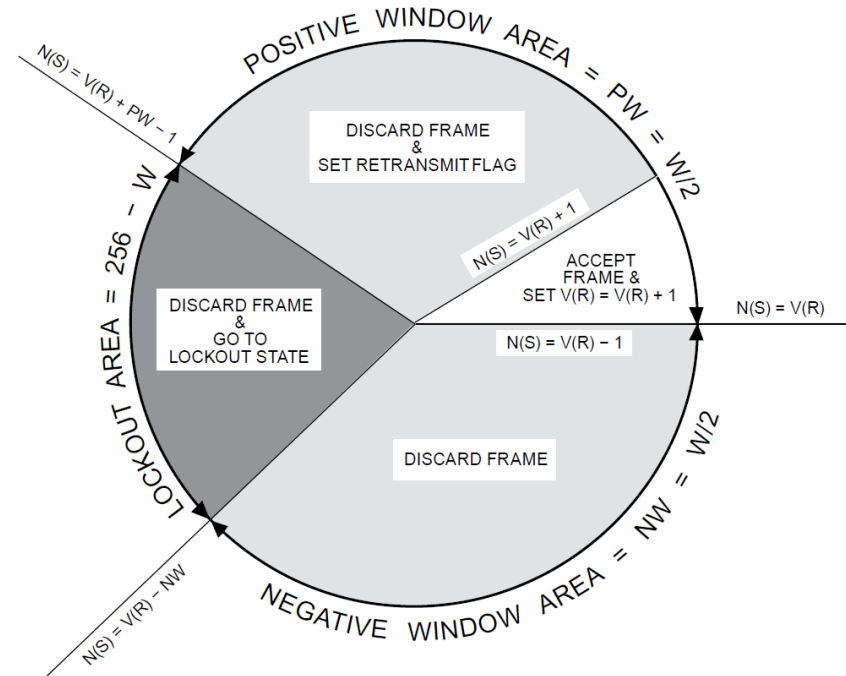 POSITIVE WINDOW AREA = PW = W/2
N(S) = V(R) + PW − 1
DISCARD FRAME
&
SET RETRANSMIT FLAG
N(S) = V(R) + 1
ACCEPT
FRAME &
SET V(R) = V(R) + 1
N(S) = V(R)
N(S) = V(R) − 1
LOCKOUT AREA = 256 − W
DISCARD FRAME
&
GO TO
LOCKOUT STATE
DISCARD FRAME
N(S) = V(R) − NW
NEGATIVE WINDOW AREA = NW = W/2